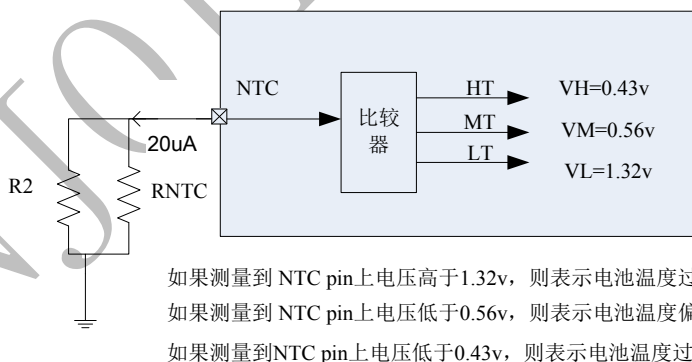 NTC
HT
VH=0.43v
比较
器
MT
VM=0.56v
LT
VL=1.32v
20uA
R2
RNTC
如果测量到 NTC pin上电压高于1.32v，则表示电池温度过
如果测量到 NTC pin上电压低于0.56v，则表示电池温度偏
如果测量到NTC pin上电压低于0.43v，则表示电池温度过